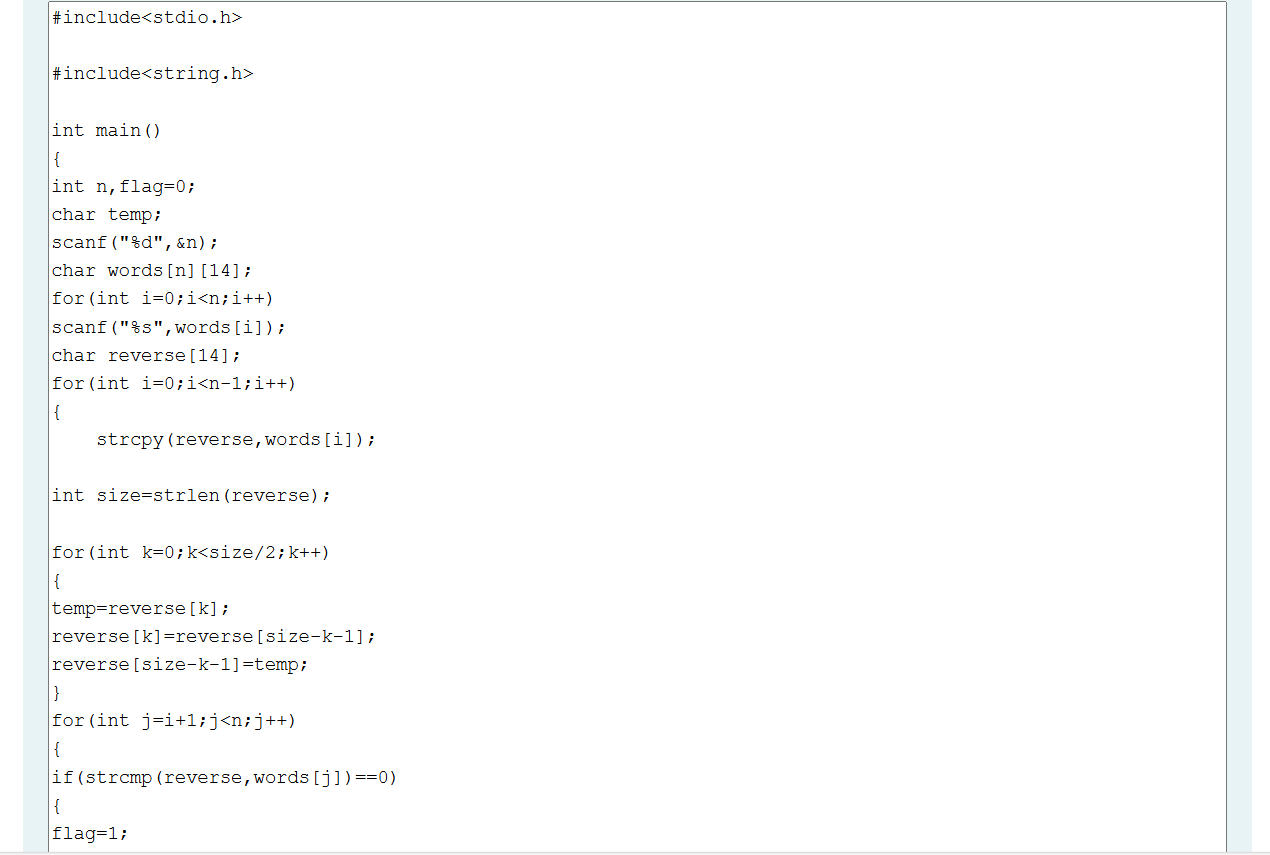 #include<stdio.h>
#include<string.h>
int main()
{
int n,flag=0;
char temp;
scanf("%d",&n);
char words[n][14];
for(int i=0;i<n;i++)
scanf("%s",words[i]);
char reverse[14];
for(int i=0;i<n-1;i++)
{
    strcpy(reverse,words[i]);
int size=strlen(reverse);
for(int k=0;k<size/2;k++)
{
temp=reverse[k];
reverse[k]=reverse[size-k-1];
reverse[size-k-1]=temp;
}
for(int j=i+1;j<n;j++)
{
if(strcmp(reverse,words[j])==0)
{
flag=1;